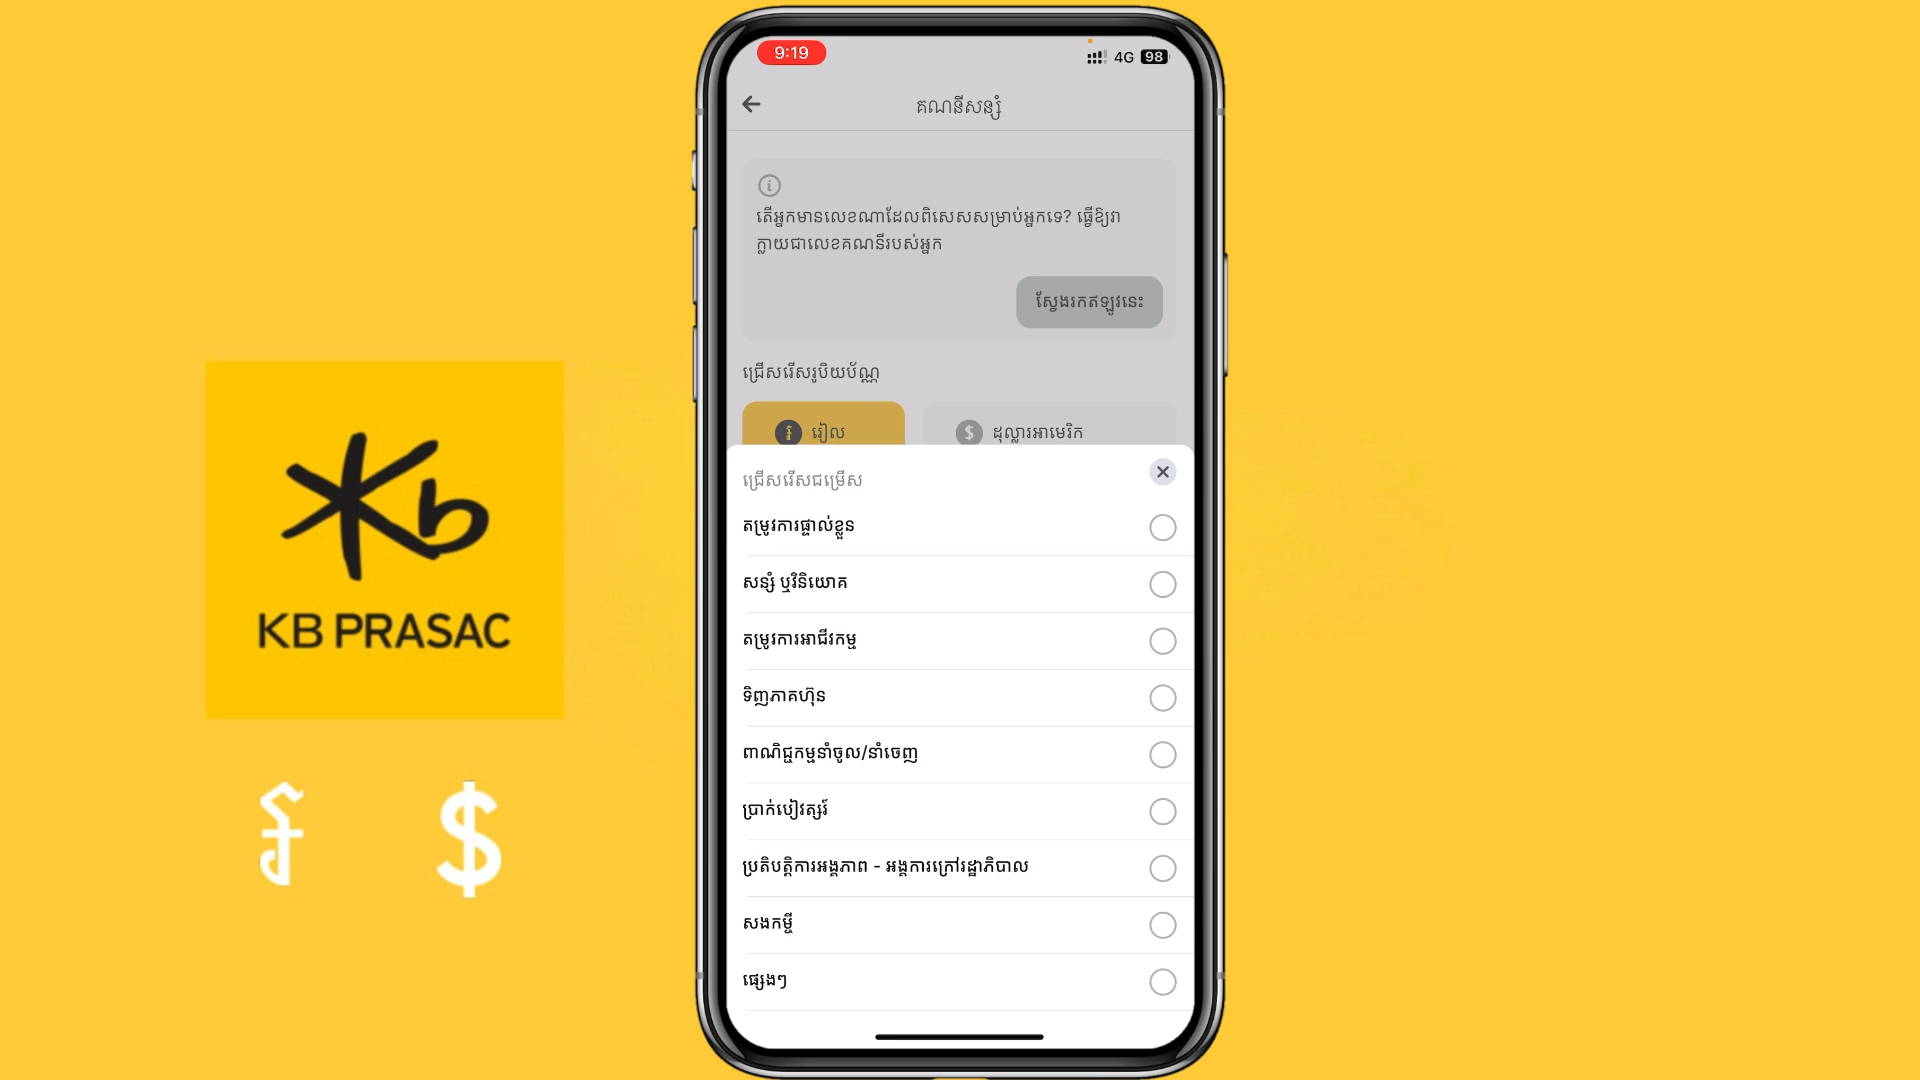 9:19
4G 98
គណនីសន្សំ
តើអ្នកមានលេខណាដែលពិសេសសម្រាប់អ្នកទេ? ធ្វើឱ្យវា
ក្លាយជាលេខគណនីរបស់អ្នក
ស្វែងរកឥឡូវនេះ
ជ្រើសរើសរូបិយប័ណ្ណ
៛ រៀល
$ ដុល្លារអាមេរិក
ជ្រើសរើសជម្រើស
តម្រូវការផ្ទាល់ខ្លួន
សន្សំ ឬវិនិយោគ
តម្រូវការអាជីវកម្ម
ទិញភាគហ៊ុន
ពាណិជ្ជកម្មនាំចូល/នាំចេញ
ប្រាក់បៀវត្សរ៍
ប្រតិបត្តិការអង្គភាព - អង្គការក្រៅរដ្ឋាភិបាល
សងកម្ចី
ផ្សេងៗ
Kb
KB PRASAC
៛ $